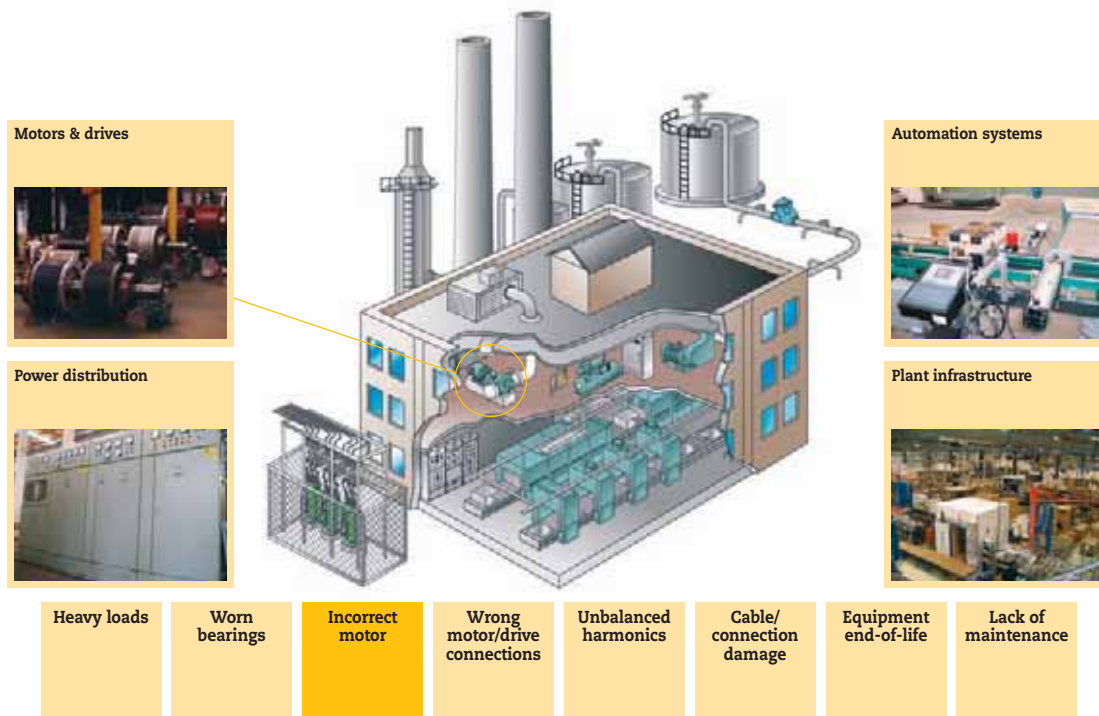 Motors & drives
Automation systems
Power distribution
Plant infrastructure
Heavy loads
Worn
bearings
Incorrect
motor
Wrong
motor/drive
connections
Unbalanced
harmonics
Cable/
connection
damage
Equipment
end-of-life
Lack of
maintenance